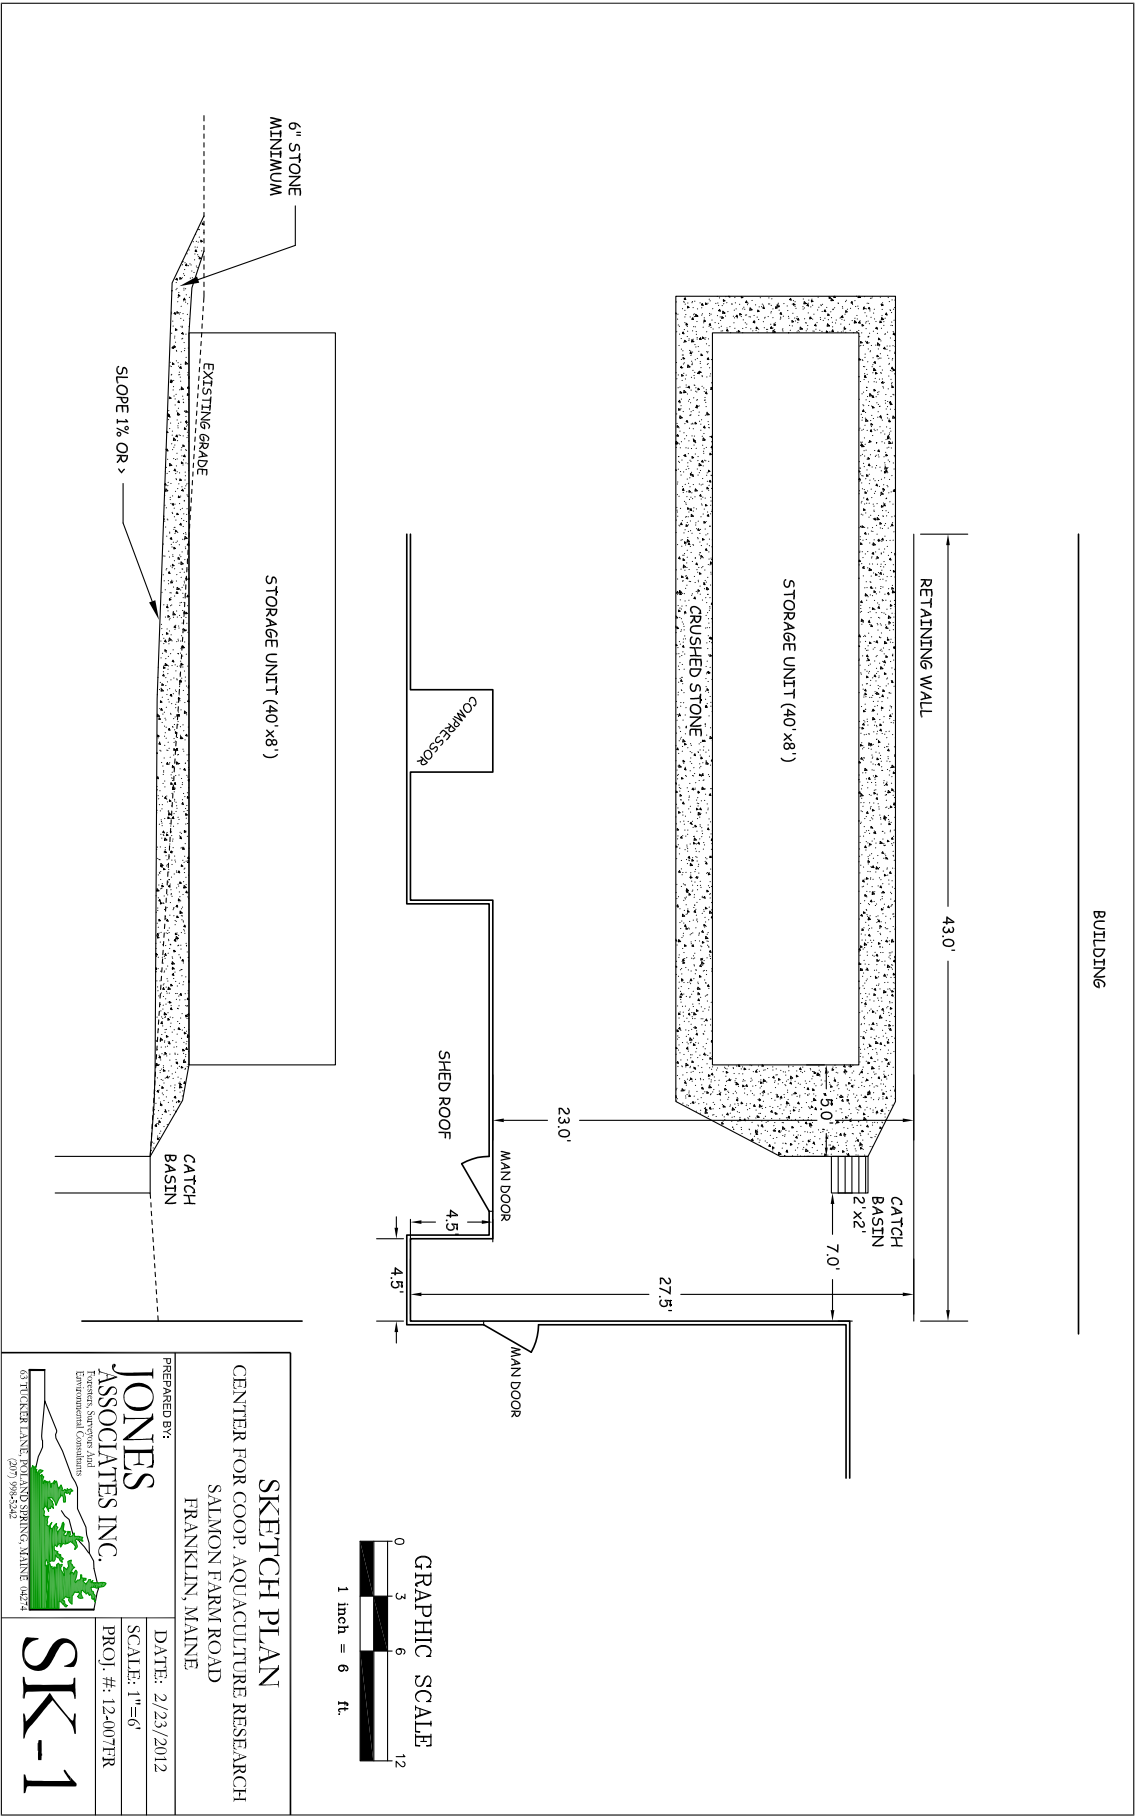 BUILDING
43.0'
RETAINING WALL
STORAGE UNIT (40'x8')
CRUSHED STONE
5.0'
CATCH
BASIN
2'x2'
7.0'
23.0'
27.5'
MAN DOOR
MAN DOOR
COMPRESSOR
SHED ROOF
4.5'
4.5'
6" STONE
MINIMUM
STORAGE UNIT (40'x8')
EXISTING GRADE
SLOPE 1% OR >
CATCH
BASIN
GRAPHIC SCALE
0 3 6 12
1 inch = 6 ft.
SKETCH PLAN
CENTER FOR COOP. AQUACULTURE RESEARCH
SALMON FARM ROAD
FRANKLIN, MAINE
PREPARED BY:
JONES
ASSOCIATES INC.
Foresters, Surveyors And
Environmental Consultants
63 TUCKER LANE, POLAND SPRING, MAINE 04274
(207) 998-5242
DATE: 2/23/2012
SCALE: 1"=6'
PROJ. #: 12-007FR
SK-1